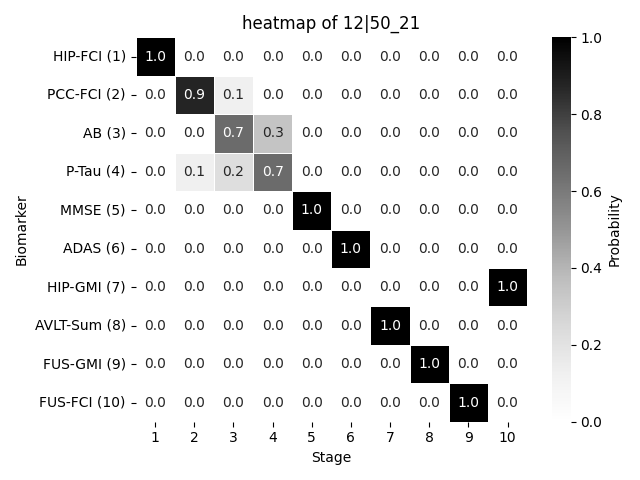 heatmap of 12|50_21
HIP-FCI (1) 1.0 0.0 0.0 0.0 0.0 0.0 0.0 0.0 0.0 0.0
PCC-FCI (2) 0.0 0.9 0.1 0.0 0.0 0.0 0.0 0.0 0.0 0.0
AB (3) 0.0 0.0 0.7 0.3 0.0 0.0 0.0 0.0 0.0 0.0
P-Tau (4) 0.0 0.1 0.2 0.7 0.0 0.0 0.0 0.0 0.0 0.0
MMSE (5) 0.0 0.0 0.0 0.0 1.0 0.0 0.0 0.0 0.0 0.0
ADAS (6) 0.0 0.0 0.0 0.0 0.0 1.0 0.0 0.0 0.0 0.0
HIP-GMI (7) 0.0 0.0 0.0 0.0 0.0 0.0 0.0 0.0 0.0 1.0
AVLT-Sum (8) 0.0 0.0 0.0 0.0 0.0 0.0 1.0 0.0 0.0 0.0
FUS-GMI (9) 0.0 0.0 0.0 0.0 0.0 0.0 0.0 1.0 0.0 0.0
FUS-FCI (10) 0.0 0.0 0.0 0.0 0.0 0.0 0.0 0.0 1.0 0.0
1 2 3 4 5 6 7 8 9 10
Stage
Biomarker
1.0
0.8
0.6
0.4
0.2
0.0
Probability